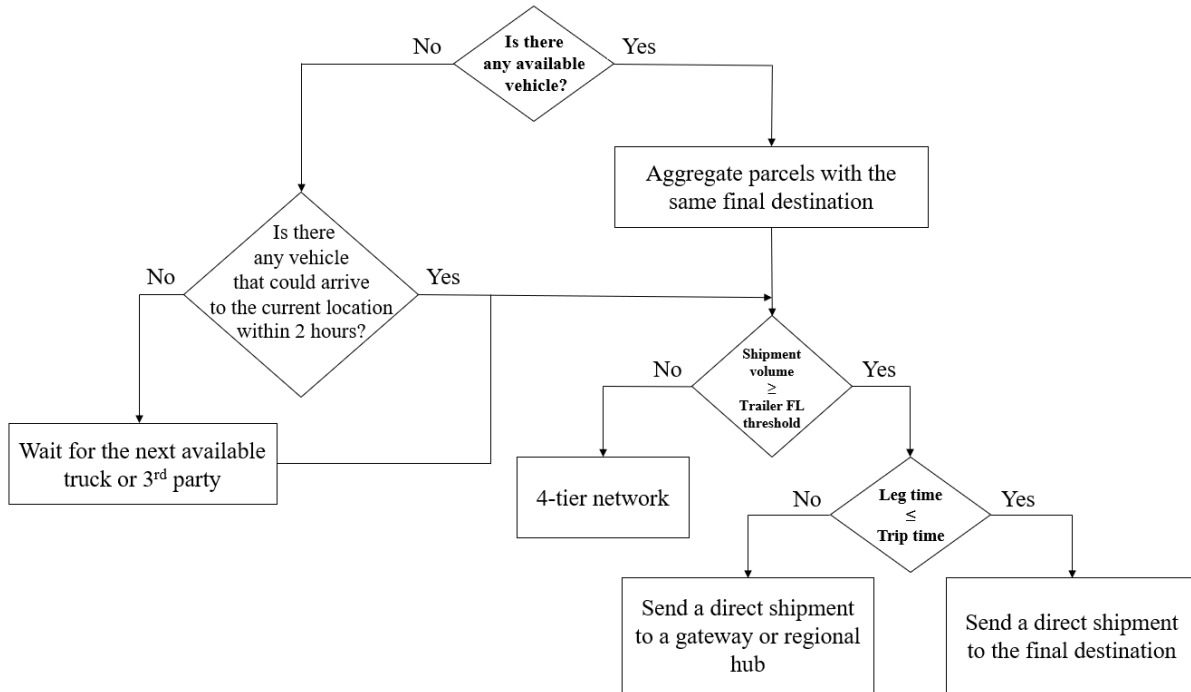 No
Is there
any available
vehicle?
Yes
Aggregate parcels with the
same final destination
No
Is there
any vehicle
that could arrive
to the current location
within 2 hours?
Yes
No
Shipment
volume
≥
Trailer FL
threshold
Yes
Wait for the next available
truck or 3rd party
4-tier network
No
Leg time
≤
Trip time
Yes
Send a direct shipment
to a gateway or regional
hub
Send a direct shipment
to the final destination